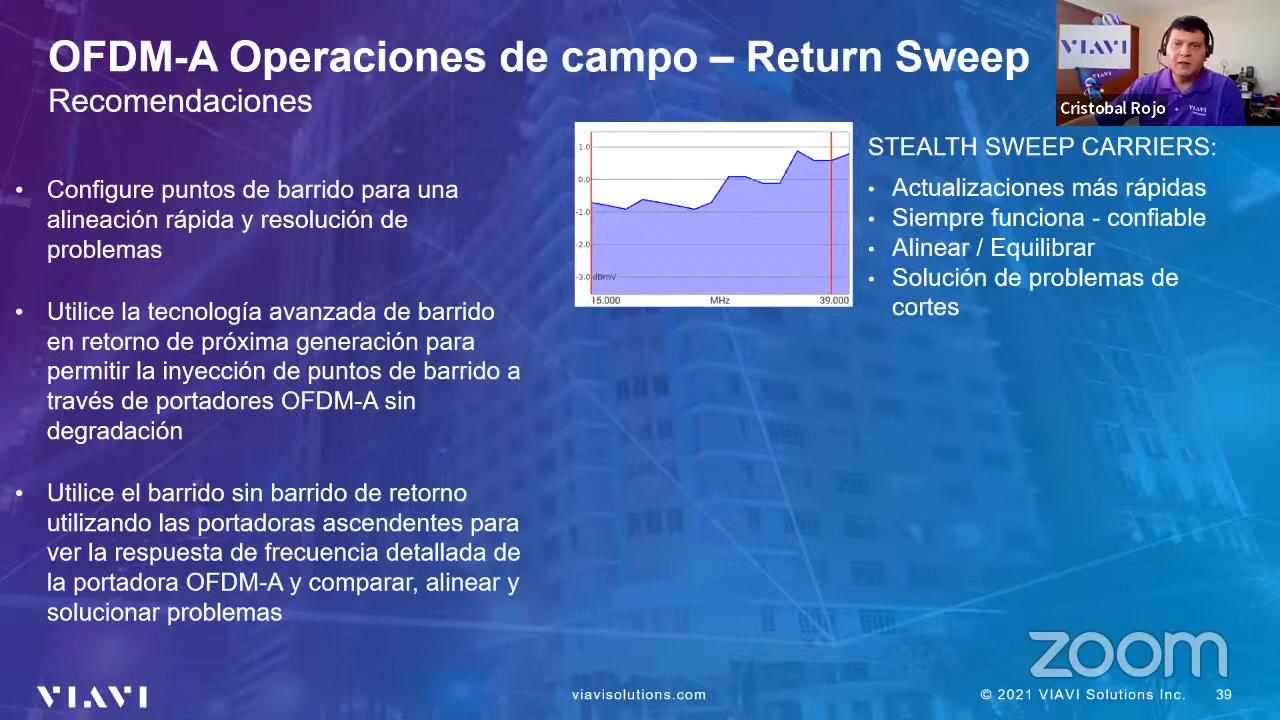 OFDM-A Operaciones de campo – Return Sweep
Recomendaciones
VIAVI
VIAVI
VIAVI
Cristobal Rojo
• Configure puntos de barrido para una
alineación rápida y resolución de
problemas
• Utilice la tecnología avanzada de barrido
en retorno de próxima generación para
permitir la inyección de puntos de barrido a
través de portadores OFDM-A sin
degradación
• Utilice el barrido sin barrido de retorno
utilizando las portadoras ascendentes para
ver la respuesta de frecuencia detallada de
la portadora OFDM-A y comparar, alinear y
solucionar problemas
1.0
0.0
-1.0
-2.0
-3.0 dBmV
15.000 MHz 39.000
STEALTH SWEEP CARRIERS:
• Actualizaciones más rápidas
• Siempre funciona - confiable
• Alinear / Equilibrar
• Solución de problemas de
cortes
zoom
VIAVI
viavisolutions.com
© 2021 VIAVI Solutions Inc.
39